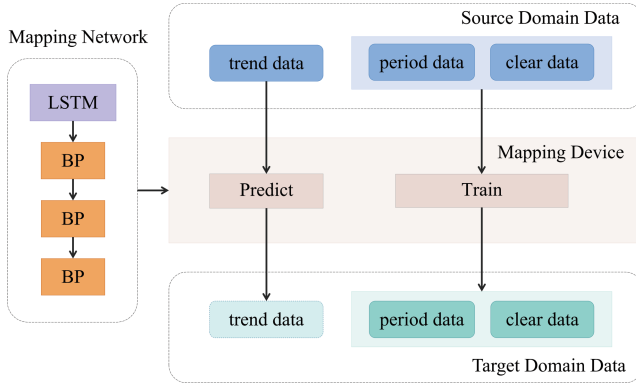 Mapping Network
LSTM
BP
BP
BP
Source Domain Data
trend data
period data
clear data
Mapping Device
Predict
Train
trend data
period data
clear data
Target Domain Data